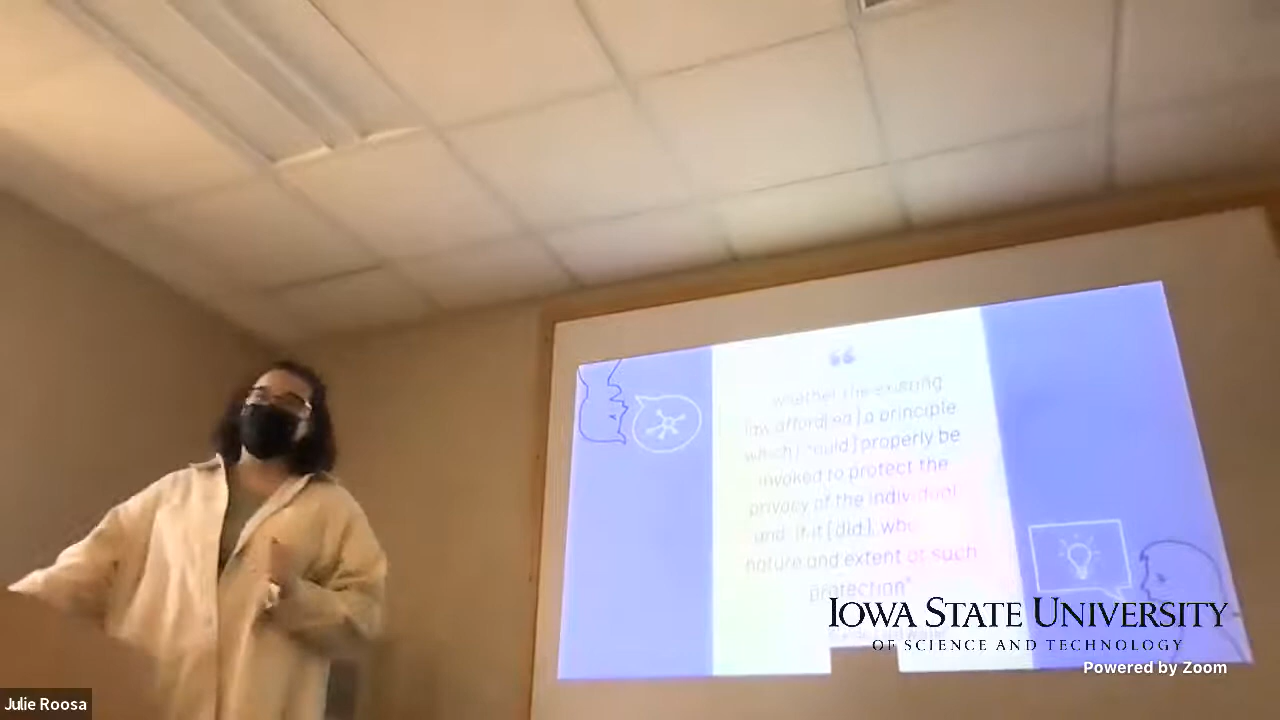 “
whether the existing
law afford[ed] a principle
which [could] properly be
invoked to protect the
privacy of the individual
and, if it [did],
nature and extent of such
protection"
IOWA STATE UNIVERSITY
OF SCIENCE AND TECHNOLOGY
Powered by Zoom
Julie Roosa